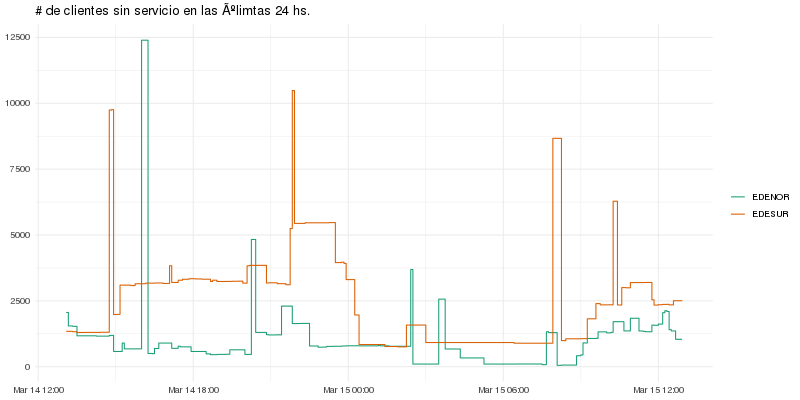 # de clientes sin servicio en las Ãºlimtas 24 hs.
12500
10000
7500
5000
2500
0
Mar 14 12:00
Mar 14 18:00
Mar 15 00:00
Mar 15 06:00
Mar 15 12:00
EDENOR
EDESUR